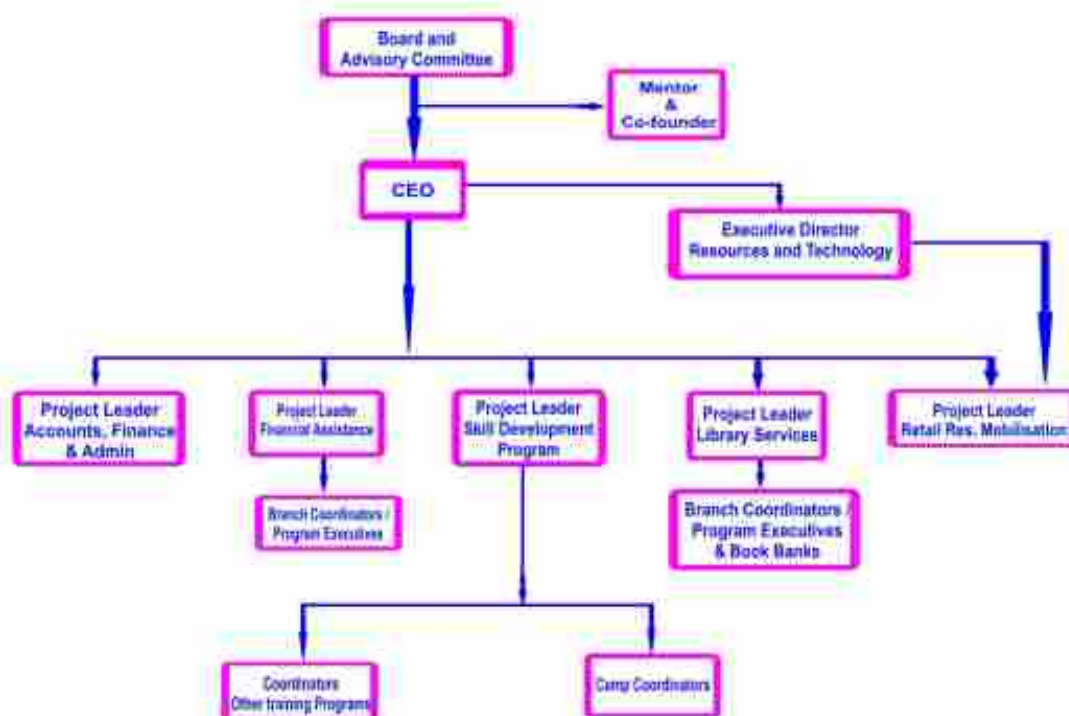 Board and
Advisory Committee
Mentor
&
Co-founder
CEO
Executive Director
Resources and Technology
Project Leader
Accounts, Finance
& Admin
Project Leader
Financial Assistance
Project Leader
Skill Development
Program
Project Leader
Library Services
Project Leader
Retail Res. Mobilisation
Branch Coordinators /
Program Executives
Branch Coordinators /
Program Executives
& Book Banks
Coordinators
Other training Programs
Camp Coordinators